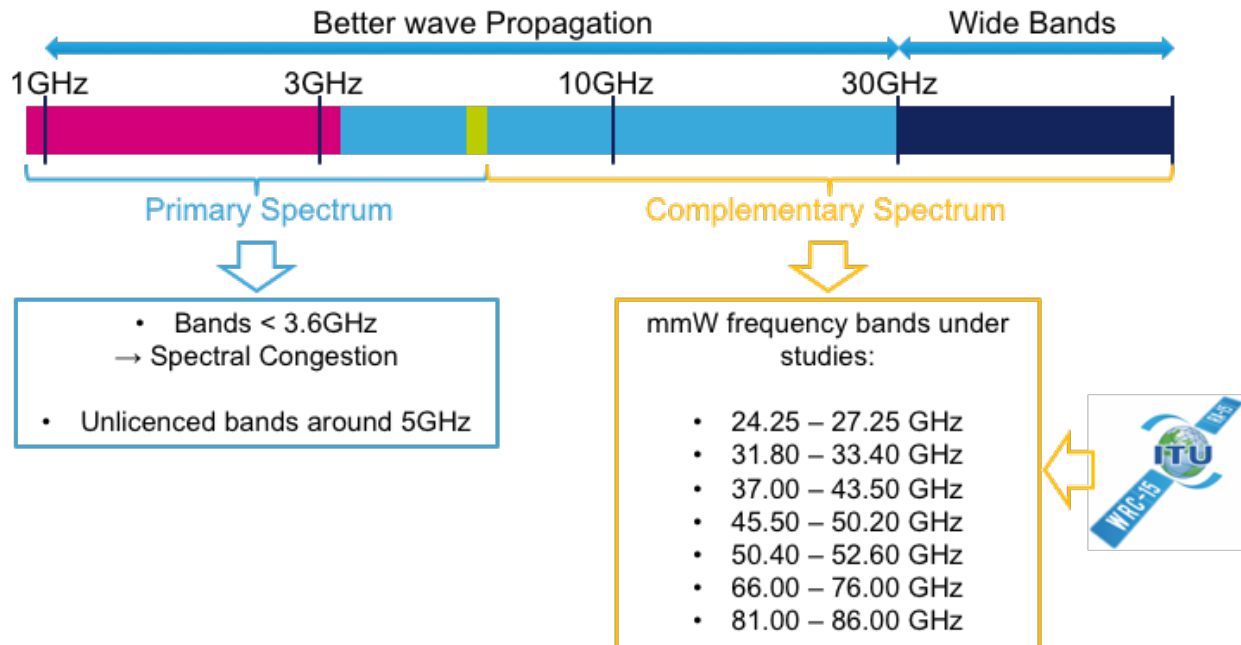 Better wave Propagation
Wide Bands
1GHz
3GHz
10GHz
30GHz
Primary Spectrum
Complementary Spectrum
• Bands < 3.6GHz
→ Spectral Congestion
• Unlicenced bands around 5GHz
mmW frequency bands under
studies:
• 24.25 – 27.25 GHz
• 31.80 – 33.40 GHz
• 37.00 – 43.50 GHz
• 45.50 – 50.20 GHz
• 50.40 – 52.60 GHz
• 66.00 – 76.00 GHz
• 81.00 – 86.00 GHz
ITU
WRC-15